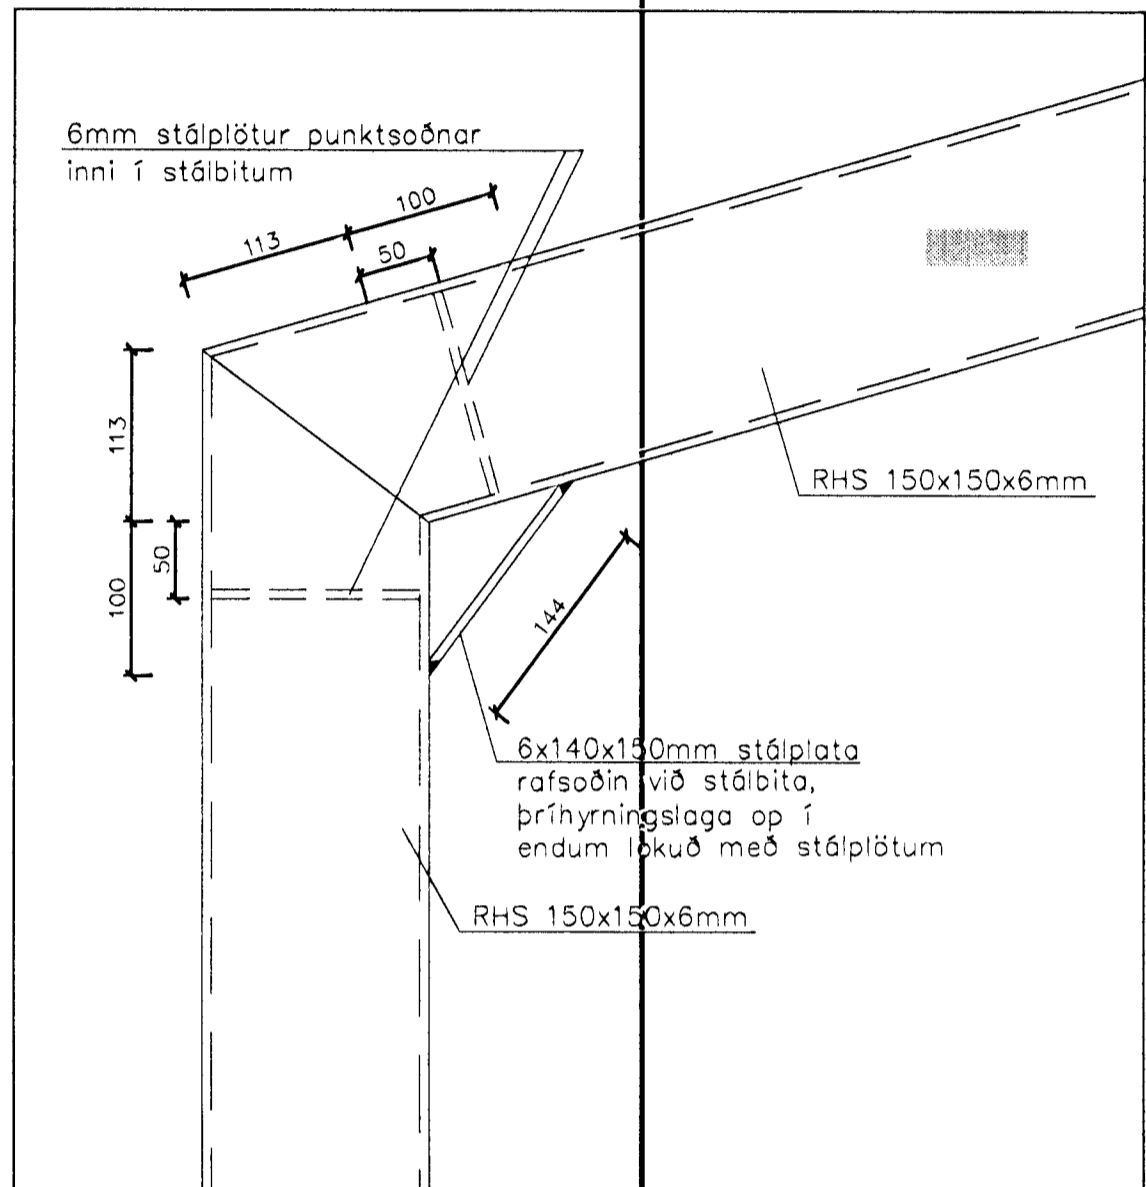 6mm stálplötur punktsoðnar
inni í stálbitum
100
113
50
113
50
100
RHS 150x150x6mm
144
6x140x150mm stálplata
rafsoðin við stálbita,
þríhyrningslaga op í
endum lokuð með stálplötum
RHS 150x150x6mm